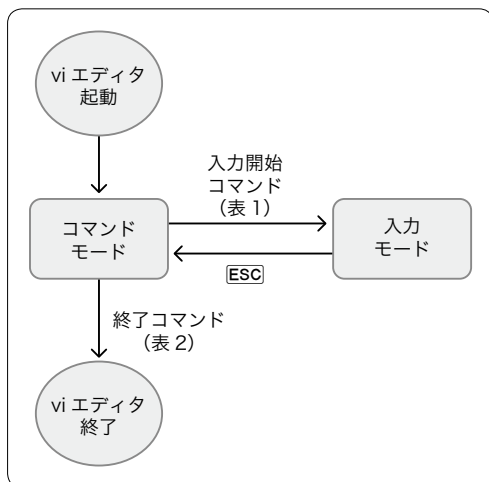 vi エディタ
起動
入力開始
コマンド
（表 1）
コマンド
モード
入力
モード
ESC
終了コマンド
（表 2）
vi エディタ
終了